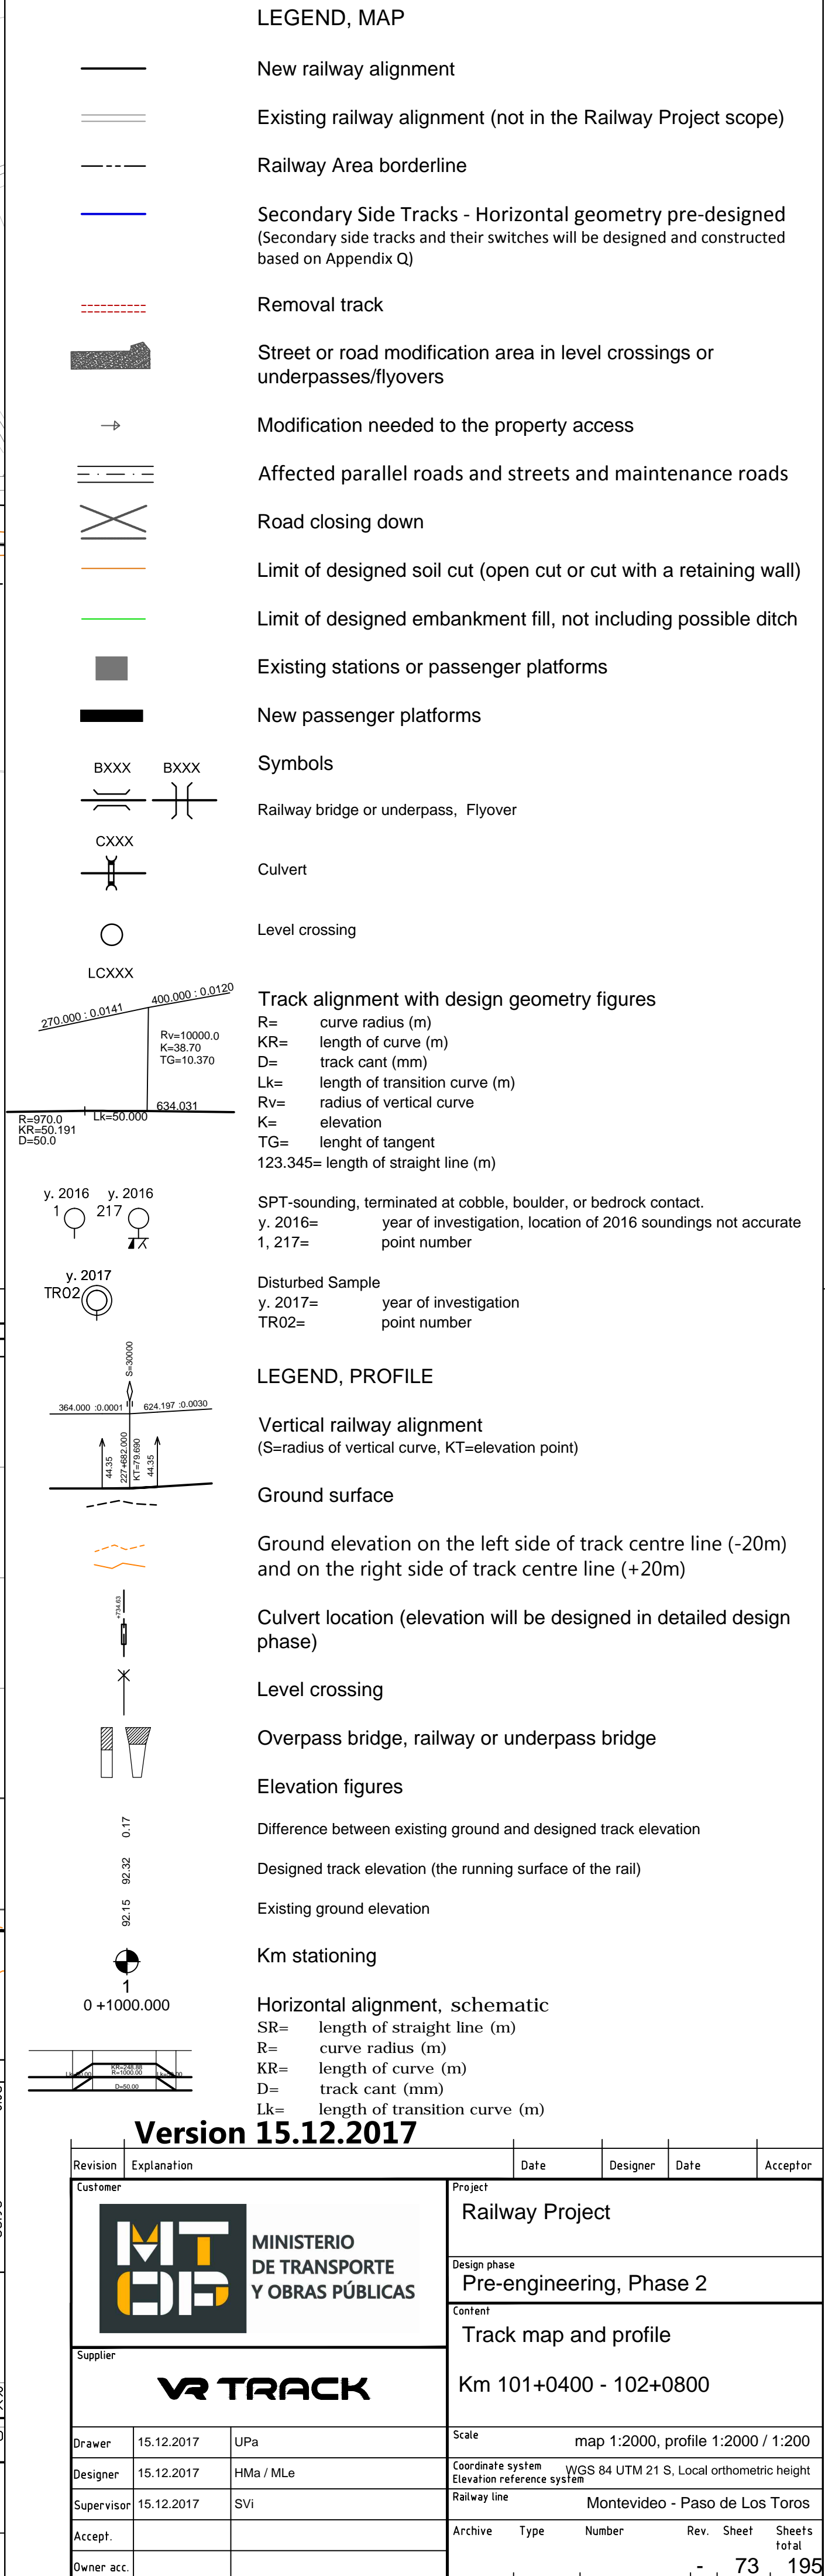 LEGEND, MAP
New railway alignment
Existing railway alignment (not in the Railway Project scope)
Railway Area borderline
Secondary Side Tracks - Horizontal geometry pre-designed
(Secondary side tracks and their switches will be designed and constructed
based on Appendix Q)
Removal track
Street or road modification area in level crossings or
underpasses/flyovers
Modification needed to the property access
Affected parallel roads and streets and maintenance roads
Road closing down
Limit of designed soil cut (open cut or cut with a retaining wall)
Limit of designed embankment fill, not including possible ditch
Existing stations or passenger platforms
New passenger platforms
Symbols
BXXX BXXX
Railway bridge or underpass, Flyover
CXXX
Culvert
Level crossing
LCXXX
270.000 : 0.0141
400.000 : 0.0120
Rv=10000.0
K=38.70
TG=10.370
634.031
Lk=50.000
R=970.0
KR=50.191
D=50.0
Track alignment with design geometry figures
R= curve radius (m)
KR= length of curve (m)
D= track cant (mm)
Lk= length of transition curve (m)
Rv= radius of vertical curve
K= elevation
TG= lenght of tangent
123.345= length of straight line (m)
y. 2016 y. 2016
1 217
SPT-sounding, terminated at cobble, boulder, or bedrock contact.
y. 2016= year of investigation, location of 2016 soundings not accurate
1, 217= point number
y. 2017
TR02
Disturbed Sample
y. 2017= year of investigation
TR02= point number
LEGEND, PROFILE
S=30000
364.000 :0.0001
624.197 :0.0030
44.35
227+682.000
KT=79.690
44.35
Vertical railway alignment
(S=radius of vertical curve, KT=elevation point)
Ground surface
Ground elevation on the left side of track centre line (-20m)
and on the right side of track centre line (+20m)
+734.63
Culvert location (elevation will be designed in detailed design
phase)
Level crossing
Overpass bridge, railway or underpass bridge
Elevation figures
0.17
Difference between existing ground and designed track elevation
92.32
Designed track elevation (the running surface of the rail)
92.15
Existing ground elevation
Km stationing
1
0 +1000.000
Horizontal alignment, schematic
SR= length of straight line (m)
R= curve radius (m)
KR= length of curve (m)
D= track cant (mm)
Lk= length of transition curve (m)
KR=248.88
R=1000.00
D=50.00
Version 15.12.2017
Revision Explanation Date Designer Date Acceptor
Customer
MTOP
MINISTERIO
DE TRANSPORTE
Y OBRAS PÚBLICAS
Project
Railway Project
Design phase
Pre-engineering, Phase 2
Content
Track map and profile
Km 101+0400 - 102+0800
Supplier
VR TRACK
Drawer 15.12.2017 UPa
Designer 15.12.2017 HMa / MLe
Supervisor 15.12.2017 SVi
Accept.
Owner acc.
Scale
map 1:2000, profile 1:2000 / 1:200
Coordinate system
Elevation reference system
WGS 84 UTM 21 S, Local orthometric height
Railway line
Montevideo - Paso de Los Toros
Archive Type Number Rev. Sheet Sheets
total
- 73 195